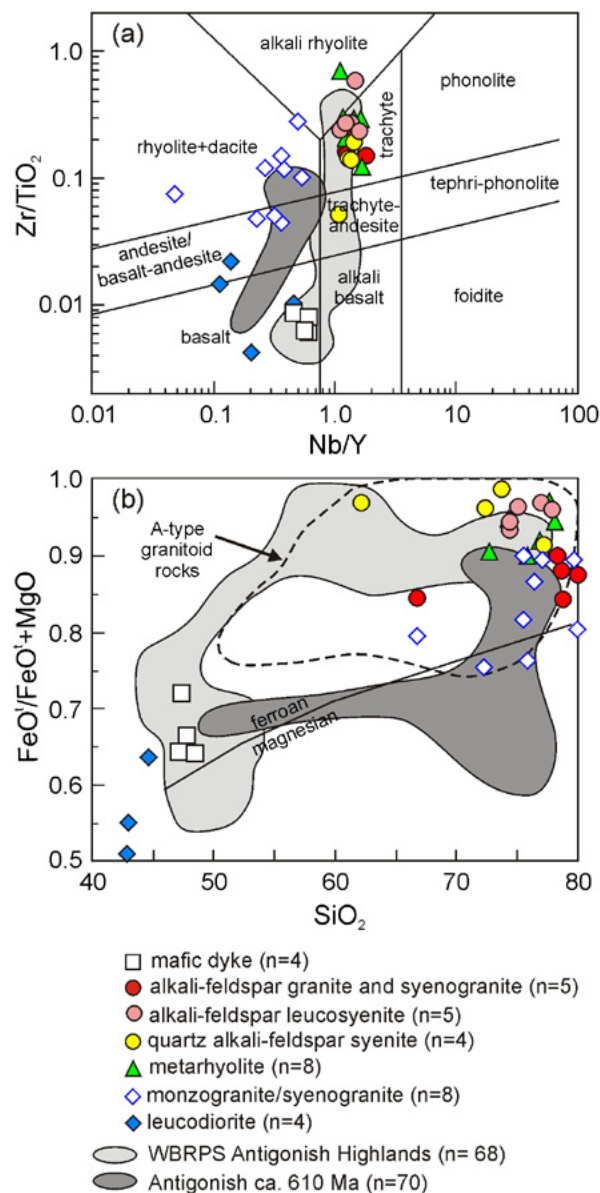 (a)
alkali rhyolite
phonolite
trachyte
rhyolite+dacite
tephri-phonolite
trachyte-
andesite
andesite/
basalt-andesite
alkali
basalt
foidite
basalt
Zr/TiO2
1.0
0.1
0.01
0.01
0.1
1.0
10
100
Nb/Y
(b)
A-type
granitoid
rocks
ferroan
magnesian
FeOᵗ/FeOᵗ+MgO
1.0
0.9
0.8
0.7
0.6
0.5
40
50
60
70
80
SiO2
mafic dyke (n=4)
alkali-feldspar granite and syenogranite (n=5)
alkali-feldspar leucosyenite (n=5)
quartz alkali-feldspar syenite (n=4)
metarhyolite (n=8)
monzogranite/syenogranite (n=8)
leucodiorite (n=4)
WBRPS Antigonish Highlands (n= 68)
Antigonish ca. 610 Ma (n=70)